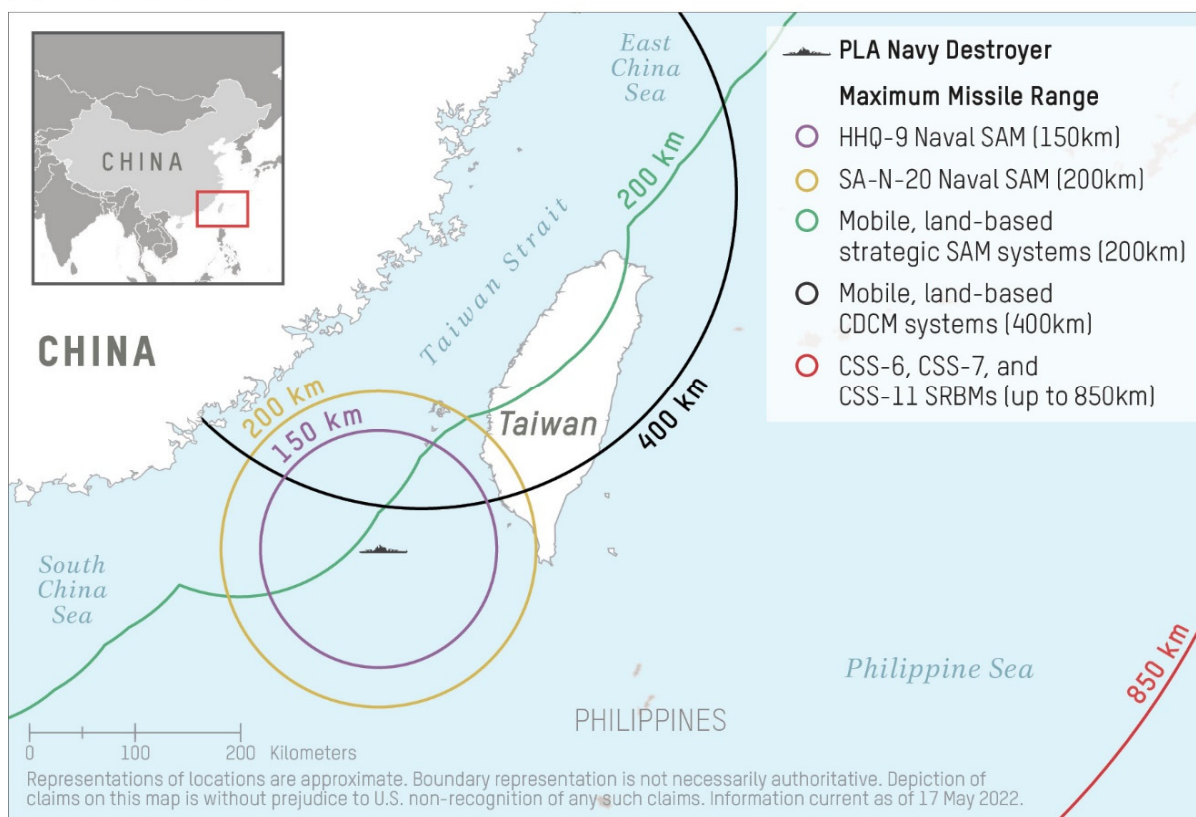 CHINA
East
China
Sea
PLA Navy Destroyer
Maximum Missile Range
HHQ-9 Naval SAM (150km)
SA-N-20 Naval SAM (200km)
Mobile, land-based
strategic SAM systems (200km)
Mobile, land-based
CDCM systems (400km)
CSS-6, CSS-7, and
CSS-11 SRBMs (up to 850km)
200 km
Taiwan Strait
CHINA
200 km
150 km
Taiwan
400 km
South
China
Sea
Philippine Sea
850 km
PHILIPPINES
0 100 200 Kilometers
Representations of locations are approximate. Boundary representation is not necessarily authoritative. Depiction of
claims on this map is without prejudice to U.S. non-recognition of any such claims. Information current as of 17 May 2022.